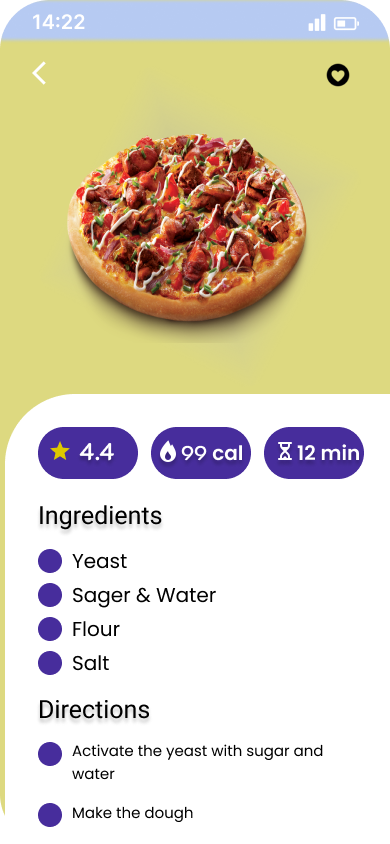 14:22
4.4
99 cal
12 min
Ingredients
Yeast
Sager & Water
Flour
Salt
Directions
Activate the yeast with sugar and
water
Make the dough